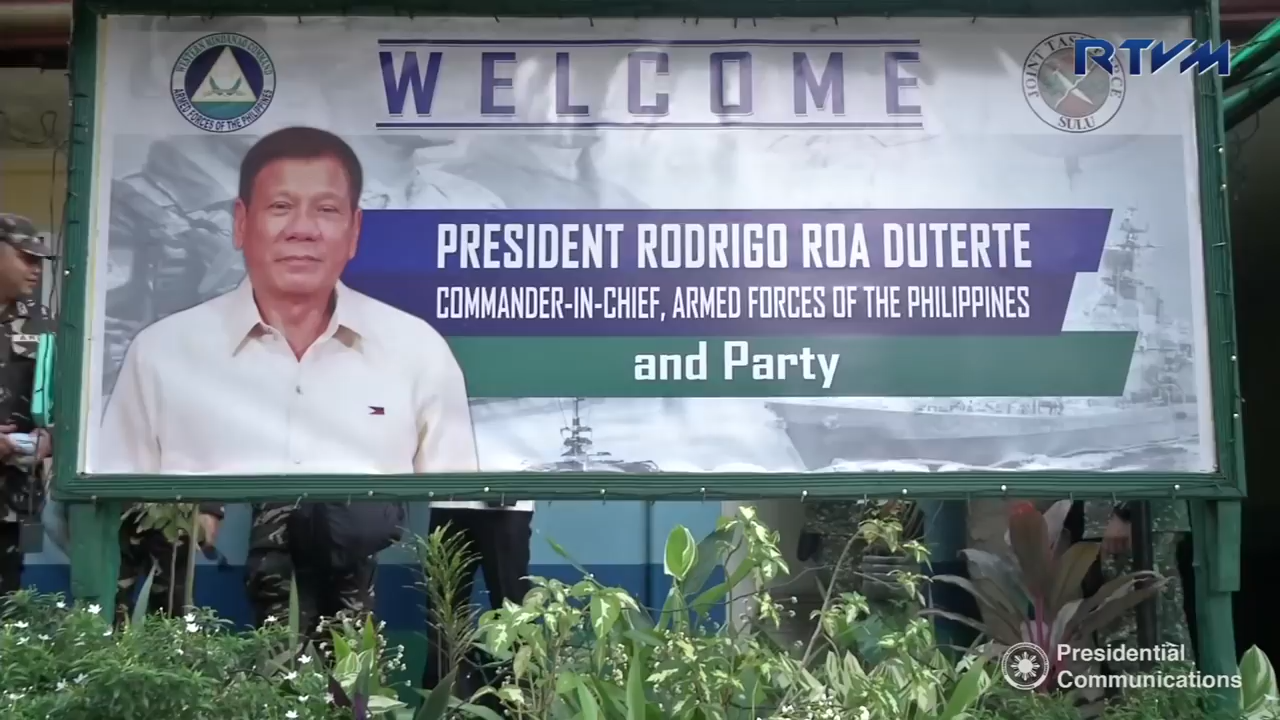 WELCOME
WESTERN MINDANAO COMMAND
ARMED FORCES OF THE PHILIPPINES
JOINT TASK FORCE
SULU
RTVM
PRESIDENT RODRIGO ROA DUTERTE
COMMANDER-IN-CHIEF, ARMED FORCES OF THE PHILIPPINES
and Party
Presidential
Communications